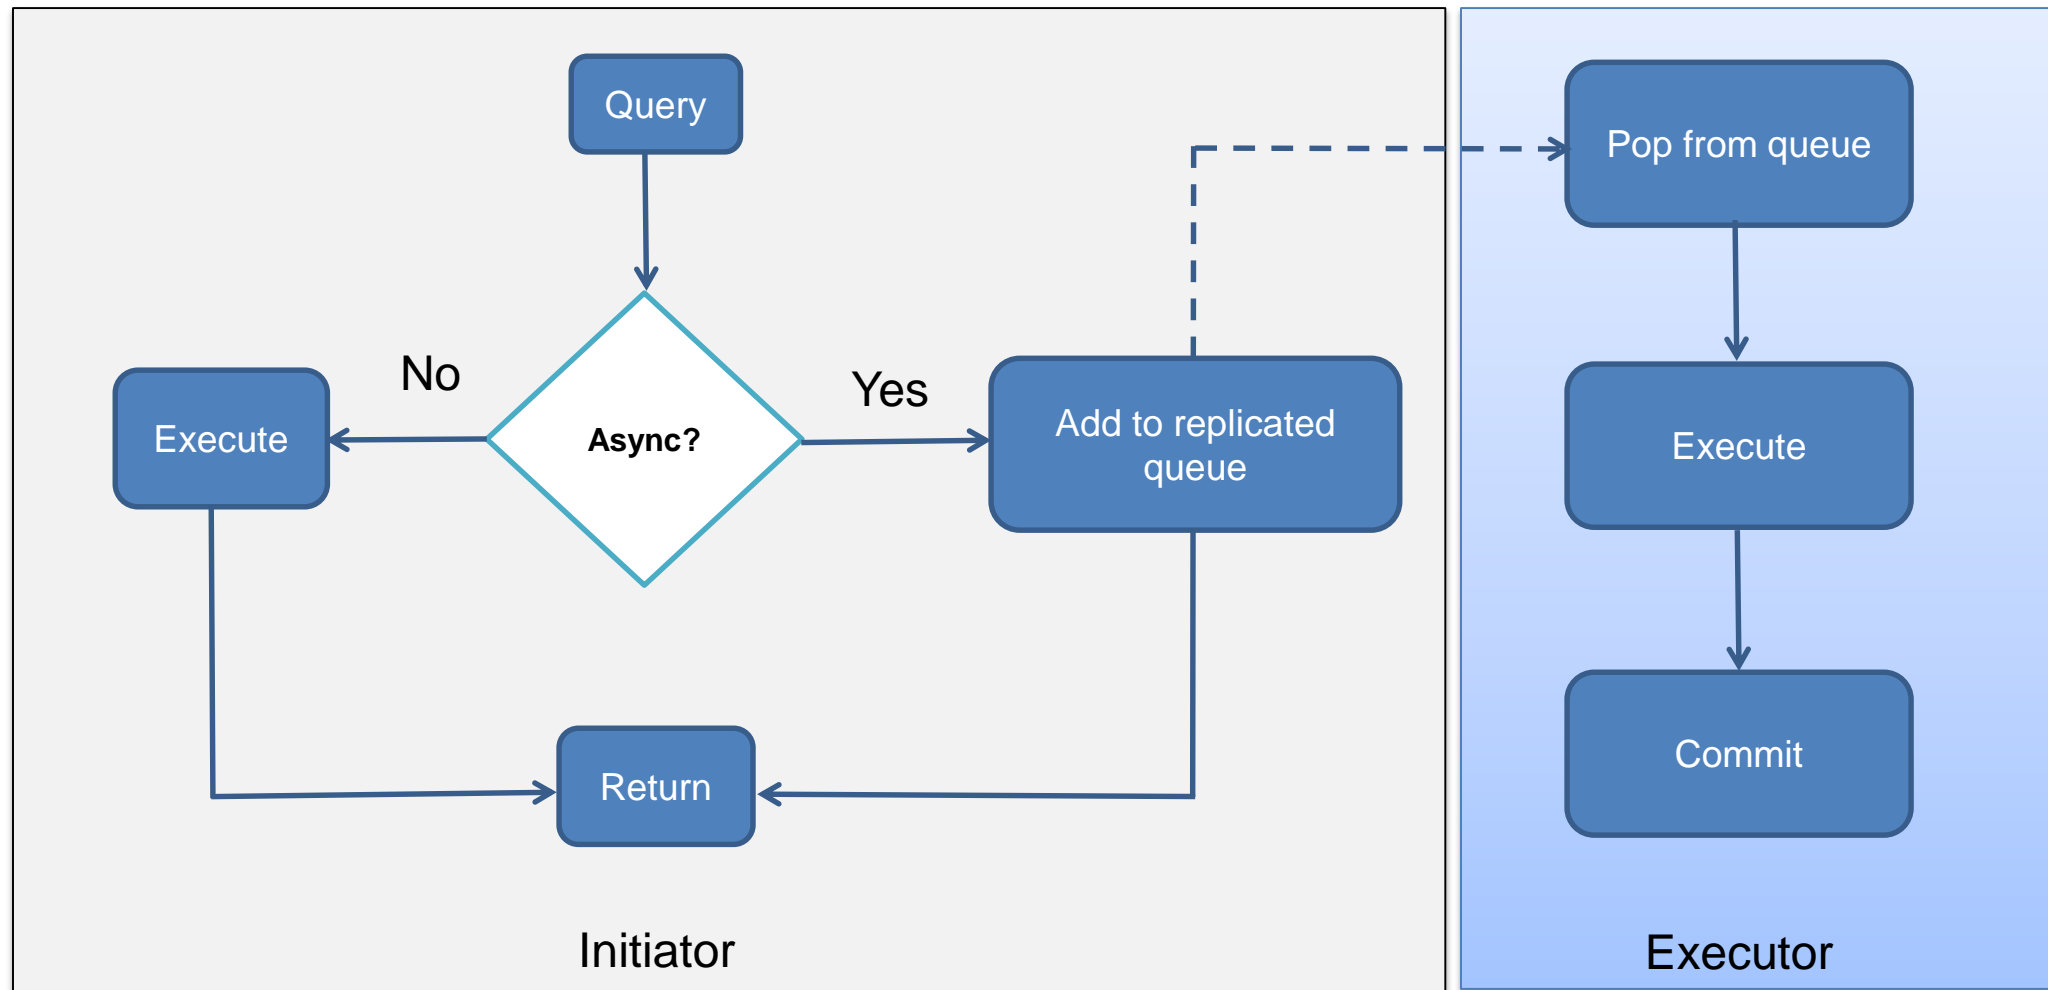 Query
Pop from queue
No
Yes
Execute
Async?
Add to replicated
queue
Execute
Return
Commit
Initiator
Executor